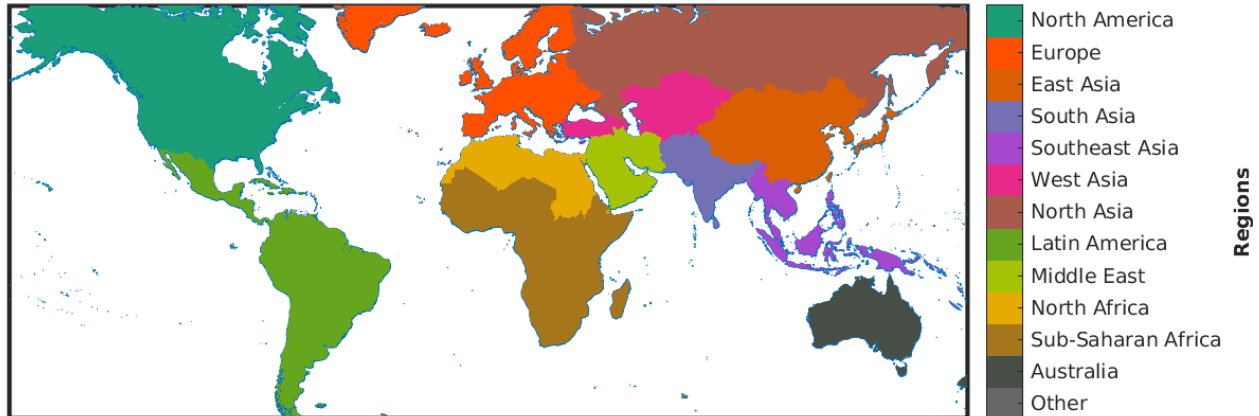 North America
Europe
East Asia
South Asia
Southeast Asia
West Asia
North Asia
Latin America
Middle East
North Africa
Sub-Saharan Africa
Australia
Other
Regions